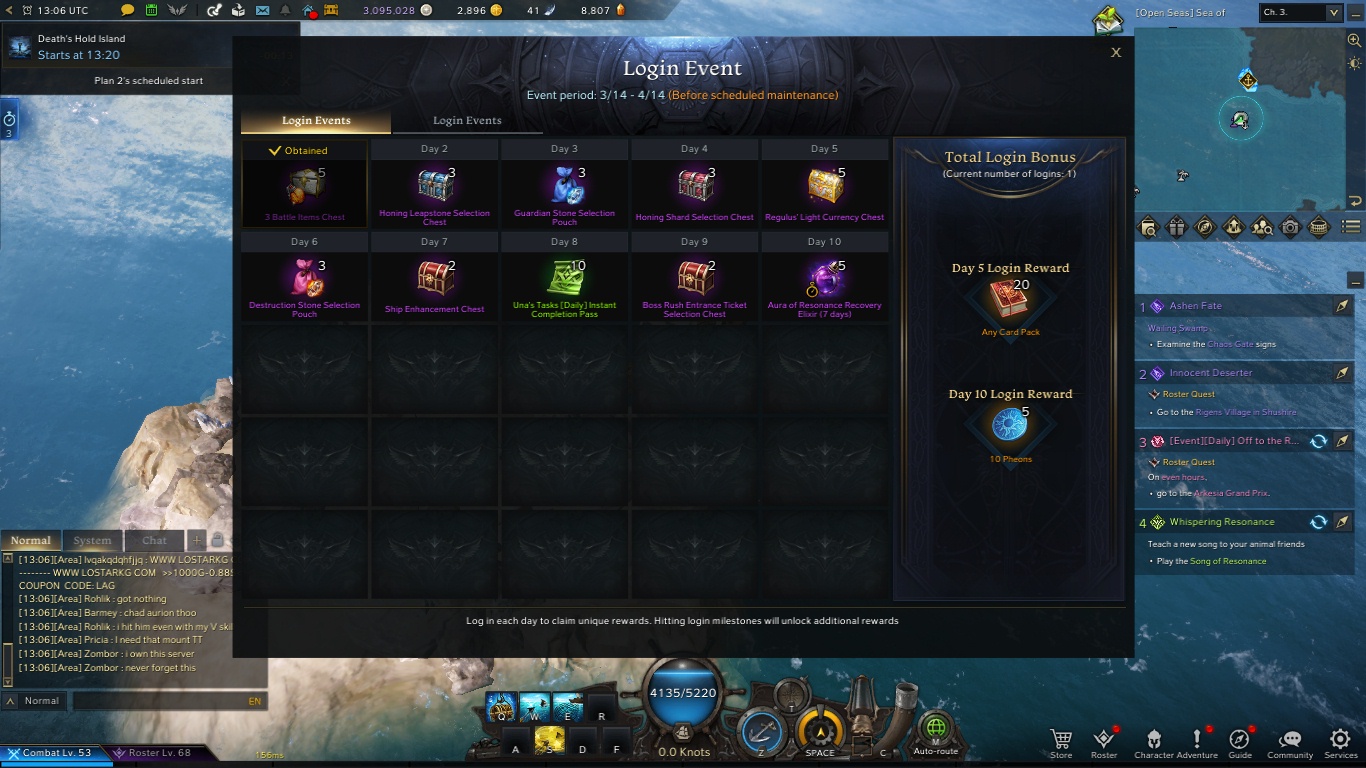 13:06 UTC
3,095,028
2,896
41
8,807
Death's Hold Island
Starts at 13:20
Plan 2's scheduled start
3
[Open Seas] Sea of
Ch. 3.
Login Event
X
Event period: 3/14 - 4/14 (Before scheduled maintenance)
Login Events
Login Events
Obtained
Day 2
Day 3
Day 4
Day 5
5
3
3
3
5
3 Battle Items Chest
Honing Leapstone Selection
Chest
Guardian Stone Selection
Pouch
Honing Shard Selection Chest
Regulus' Light Currency Chest
Day 6
Day 7
Day 8
Day 9
Day 10
3
2
10
2
5
Destruction Stone Selection
Pouch
Ship Enhancement Chest
Una's Tasks [Daily] Instant
Completion Pass
Boss Rush Entrance Ticket
Selection Chest
Aura of Resonance Recovery
Elixir (7 days)
Total Login Bonus
(Current number of logins: 1)
Day 5 Login Reward
20
Any Card Pack
Day 10 Login Reward
5
10 Pheons
Log in each day to claim unique rewards. Hitting login milestones will unlock additional rewards
1 Ashen Fate
Wailing Swamp
• Examine the Chaos Gate signs
2 Innocent Deserter
Roster Quest
• Go to the Rigens Village in Shushire
3 [Event][Daily] Off to the R...
Roster Quest
On even hours,
• go to the Arkesia Grand Prix.
4 Whispering Resonance
Teach a new song to your animal friends
• Play the Song of Resonance
Normal
System
Chat
+
[13:06][Area] lvqakqdqhfjjq : WWW LOSTARKG
-------- WWW LOSTARKG COM >>1000G-0.88
COUPON CODE: LAG
[13:06][Area] Rohlik : got nothing
[13:06][Area] Barmey : chad aurion thoo
[13:06][Area] Rohlik : i hit him even with my V skil
[13:06][Area] Pricia : I need that mount TT
[13:06][Area] Zombor : i own this server
[13:06][Area] Zombor : never forget this
Normal
EN
Q
W
E
R
A
S
D
F
4135/5220
0.0 Knots
T
Z
SPACE
C
M
Auto-route
Combat Lv. 53
Roster Lv. 68
156ms
Store
Roster
Character
Adventure
Guide
Community
Services